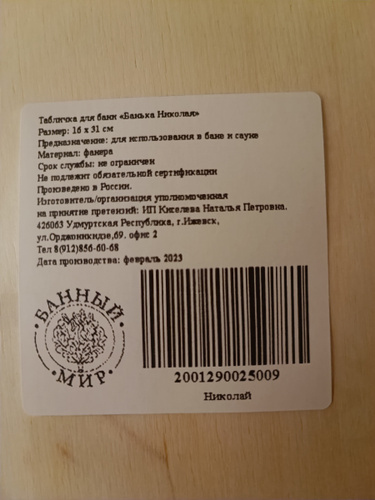 Табличка для бани «Банька Николая»
Размер: 16 х 31 см
Предназначение: для использования в бане и сауне
Материал: фанера
Срок службы: не ограничен
Не подлежит обязательной сертификации
Произведено в России.
Изготовитель/организация уполномоченная
на принятие претензий: ИП Киселева Наталья Петровна.
426063 Удмуртская Республика, г.Ижевск,
ул.Орджоникидзе,69. офис 2
Тел 8(912)856-60-68
Дата производства: февраль 2023
БАННЫЙ
МИР
2001290025009
Николай